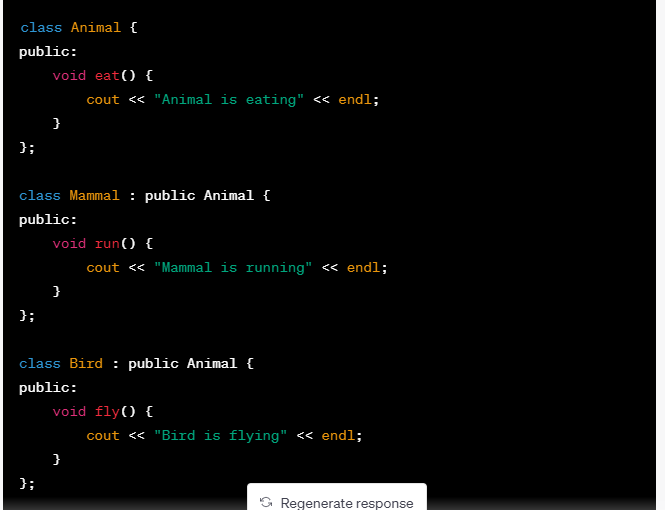 class Animal {
public:
    void eat() {
        cout << "Animal is eating" << endl;
    }
};

class Mammal : public Animal {
public:
    void run() {
        cout << "Mammal is running" << endl;
    }
};

class Bird : public Animal {
public:
    void fly() {
        cout << "Bird is flying" << endl;
    }
};
Regenerate response